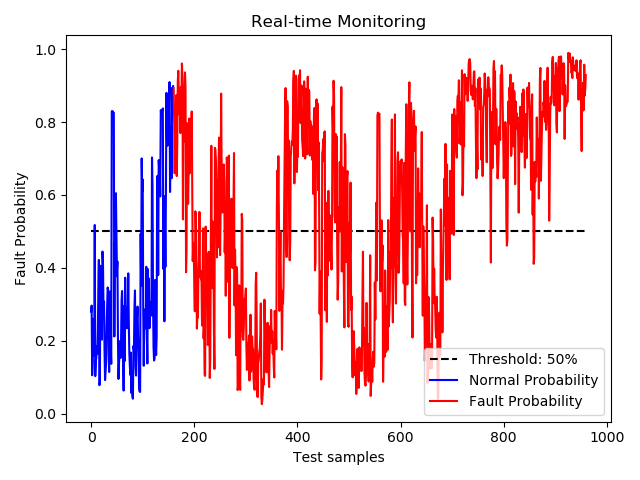 Real-time Monitoring
Fault Probability
1.0
0.8
0.6
0.4
0.2
0.0
0
200
400
600
800
1000
Test samples
Threshold: 50%
Normal Probability
Fault Probability